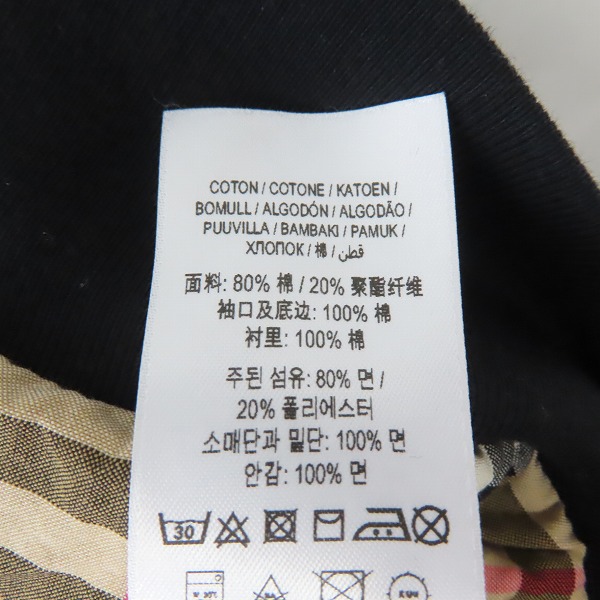 COTON / COTONE / KATOEN /
BOMULL / ALGODÓN / ALGODÃO /
PUUVILLA / BAMBAKI / PAMUK /
ХЛОПОК / 棉 / قطن
面料: 80% 棉 / 20% 聚酯纤维
袖口及底边: 100% 棉
衬里: 100% 棉
주된 섬유: 80% 면 /
20% 폴리에스터
소매단과 밑단: 100% 면
안감: 100% 면
30